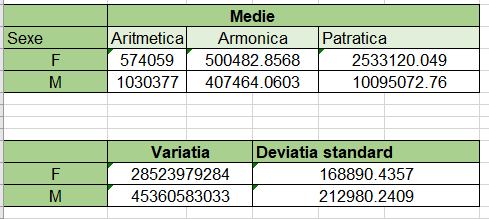 Medie
Sexe Aritmetica Armonica Patratica
F 574059 500482.8568 2533120.049
M 1030377 407464.0603 10095072.76
Variatia Deviatia standard
F 28523979284 168890.4357
M 45360583033 212980.2409